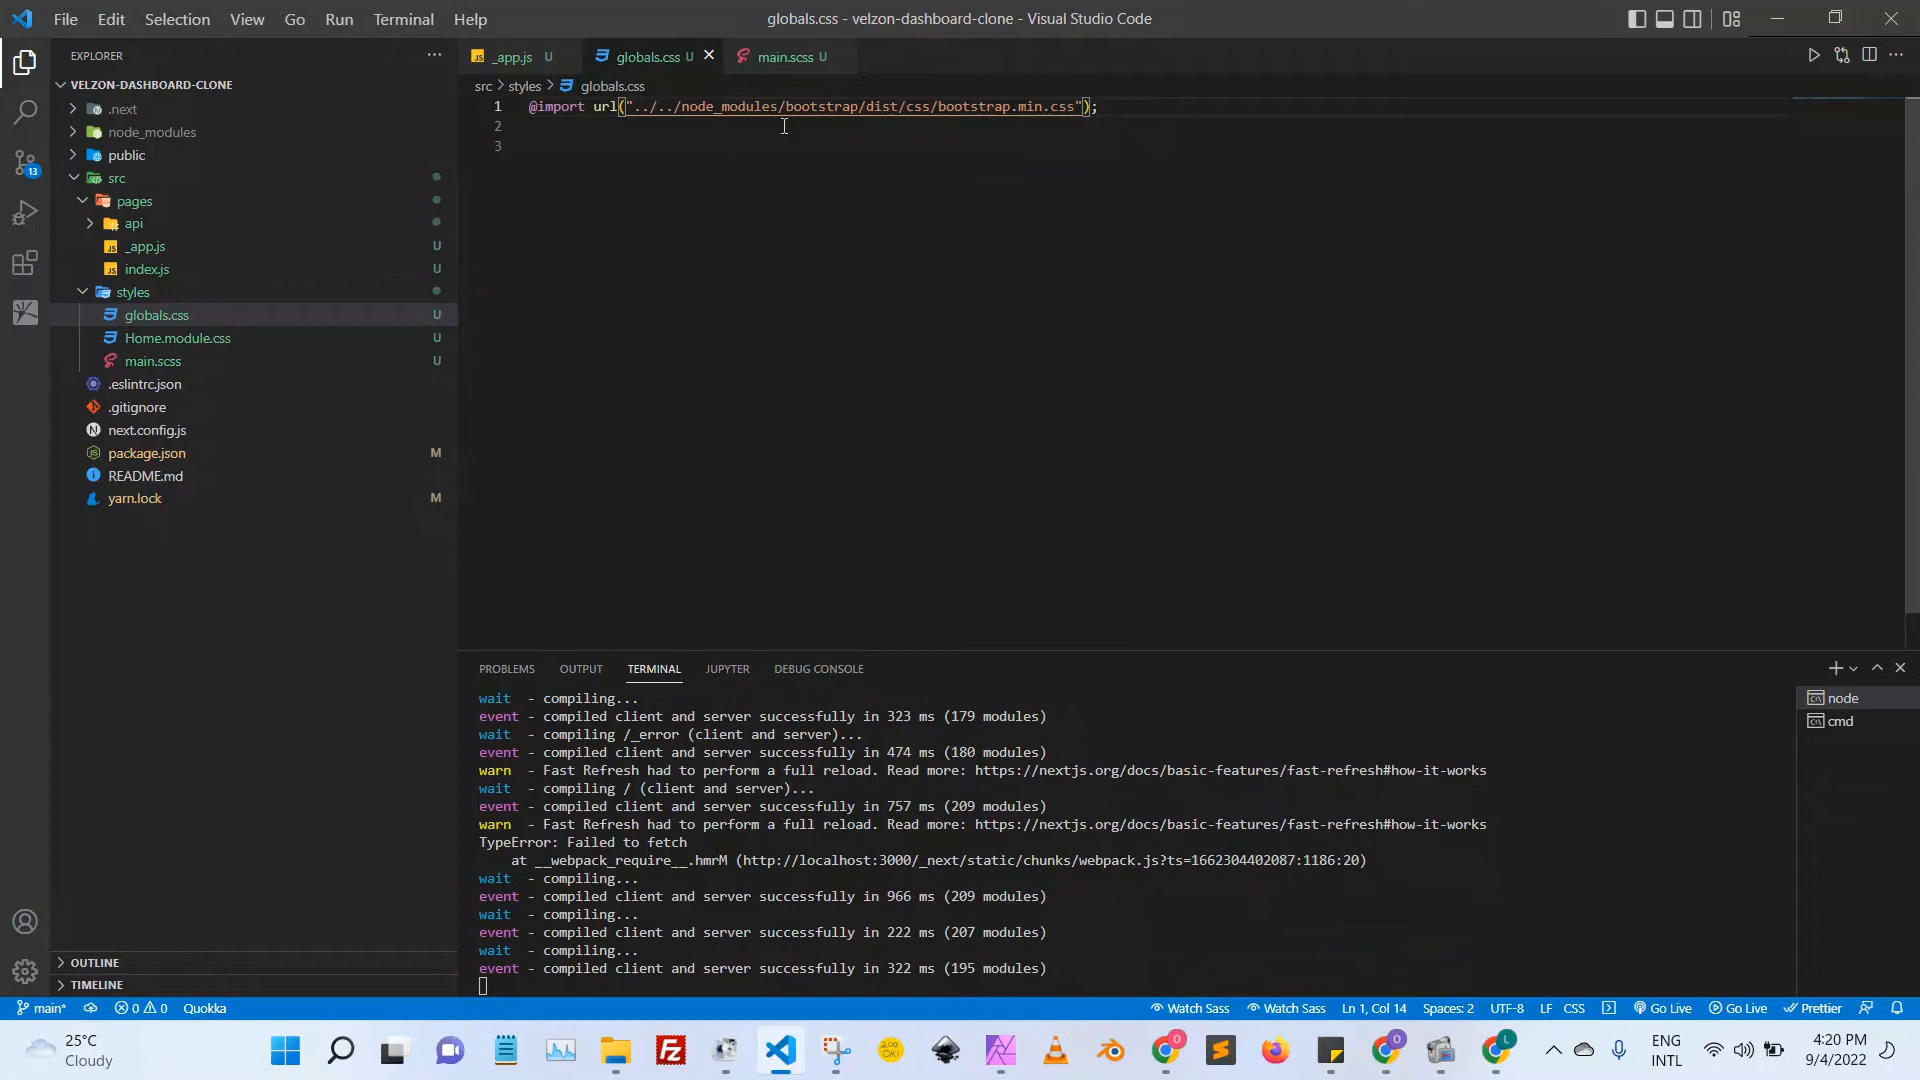 File Edit Selection View Go Run Terminal Help
globals.css - velzon-dashboard-clone - Visual Studio Code
EXPLORER
VELZON-DASHBOARD-CLONE
.next
node_modules
public
src
pages
api
_app.js U
index.js U
styles
globals.css U
Home.module.css U
main.scss U
.eslintrc.json
.gitignore
next.config.js
package.json M
README.md
yarn.lock M
OUTLINE
TIMELINE
13
_app.js U globals.css U main.scss U
src > styles > globals.css
1 @import url("../../node_modules/bootstrap/dist/css/bootstrap.min.css");
2
3
PROBLEMS OUTPUT TERMINAL JUPYTER DEBUG CONSOLE
wait - compiling...
event - compiled client and server successfully in 323 ms (179 modules)
wait - compiling /_error (client and server)...
event - compiled client and server successfully in 474 ms (180 modules)
warn - Fast Refresh had to perform a full reload. Read more: https://nextjs.org/docs/basic-features/fast-refresh#how-it-works
wait - compiling / (client and server)...
event - compiled client and server successfully in 757 ms (209 modules)
warn - Fast Refresh had to perform a full reload. Read more: https://nextjs.org/docs/basic-features/fast-refresh#how-it-works
TypeError: Failed to fetch
at __webpack_require__.hmrM (http://localhost:3000/_next/static/chunks/webpack.js?ts=1662304402087:1186:20)
wait - compiling...
event - compiled client and server successfully in 966 ms (209 modules)
wait - compiling...
event - compiled client and server successfully in 222 ms (207 modules)
wait - compiling...
event - compiled client and server successfully in 322 ms (195 modules)
node
cmd
main* 0 0 Quokka Watch Sass Watch Sass Ln 1, Col 14 Spaces: 2 UTF-8 LF CSS Go Live Go Live Prettier
25°C
Cloudy
ENG
INTL
4:20 PM
9/4/2022